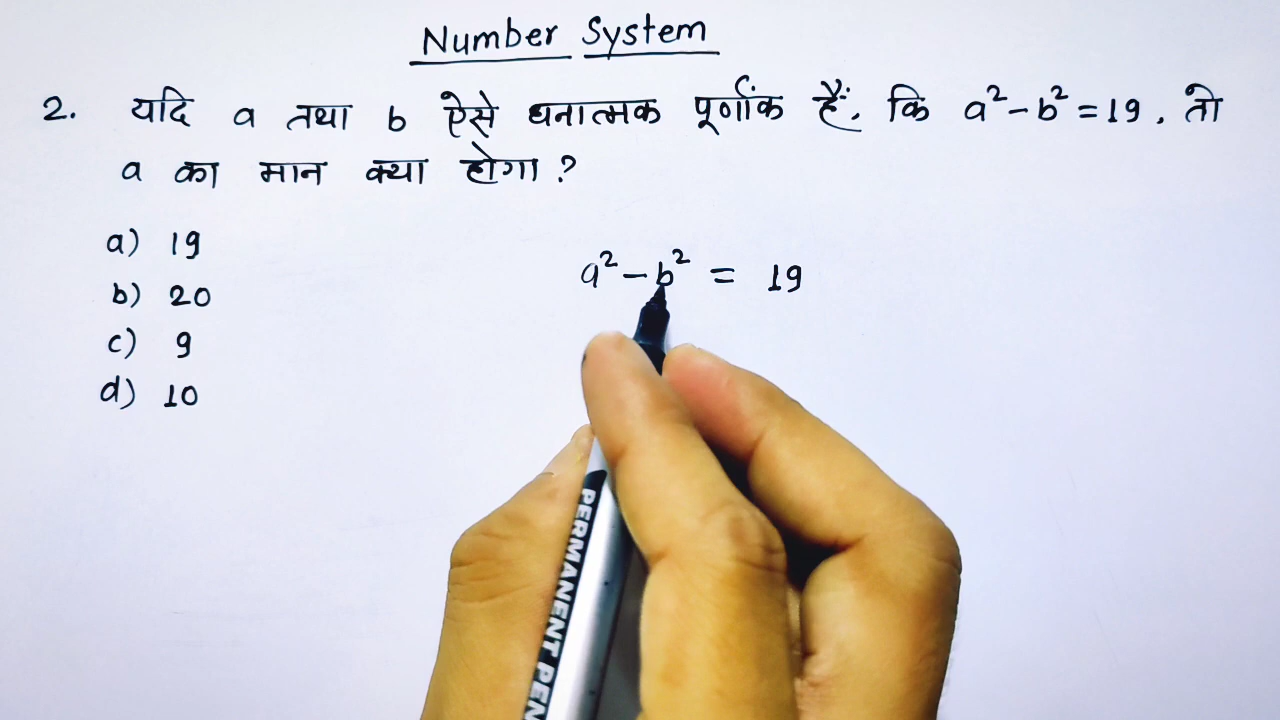 Number System
2. यदि a तथा b ऐसे धनात्मक पूर्णांक हैं. कि a² - b² = 19 . तो
a का मान क्या होगा ?
a) 19
b) 20
c) 9
d) 10
a² - b² = 19
PERMANENT PEN